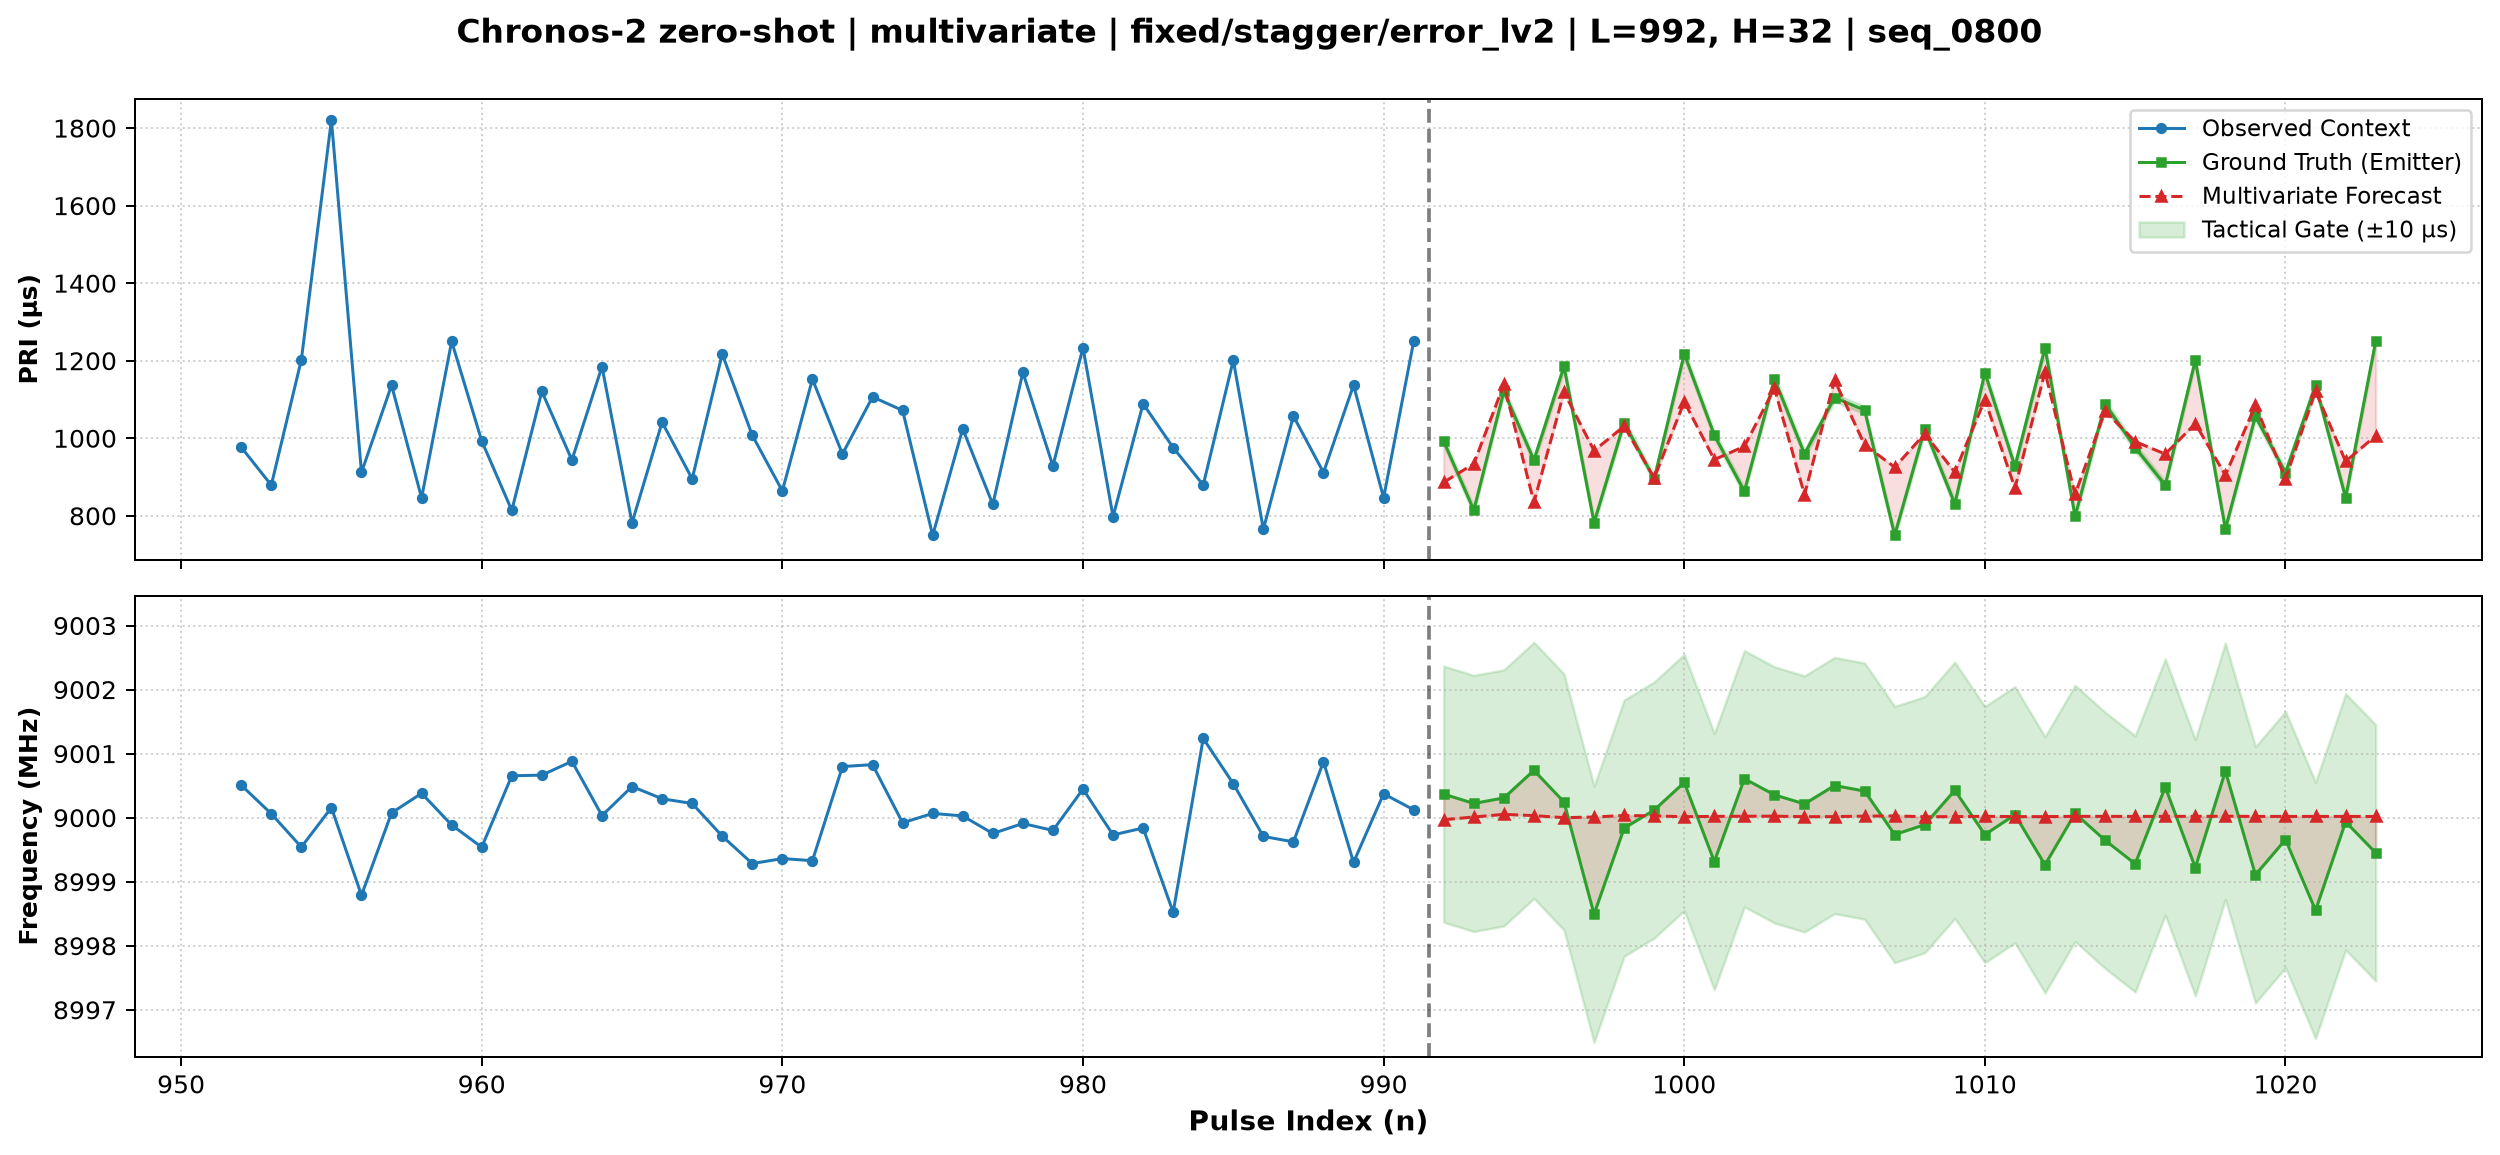 Chronos-2 zero-shot | multivariate | fixed/stagger/error_lv2 | L=992, H=32 | seq_0800
PRI (µs)
1800
1600
1400
1200
1000
800
Observed Context
Ground Truth (Emitter)
Multivariate Forecast
Tactical Gate (±10 µs)
Frequency (MHz)
9003
9002
9001
9000
8999
8998
8997
950 960 970 980 990 1000 1010 1020
Pulse Index (n)